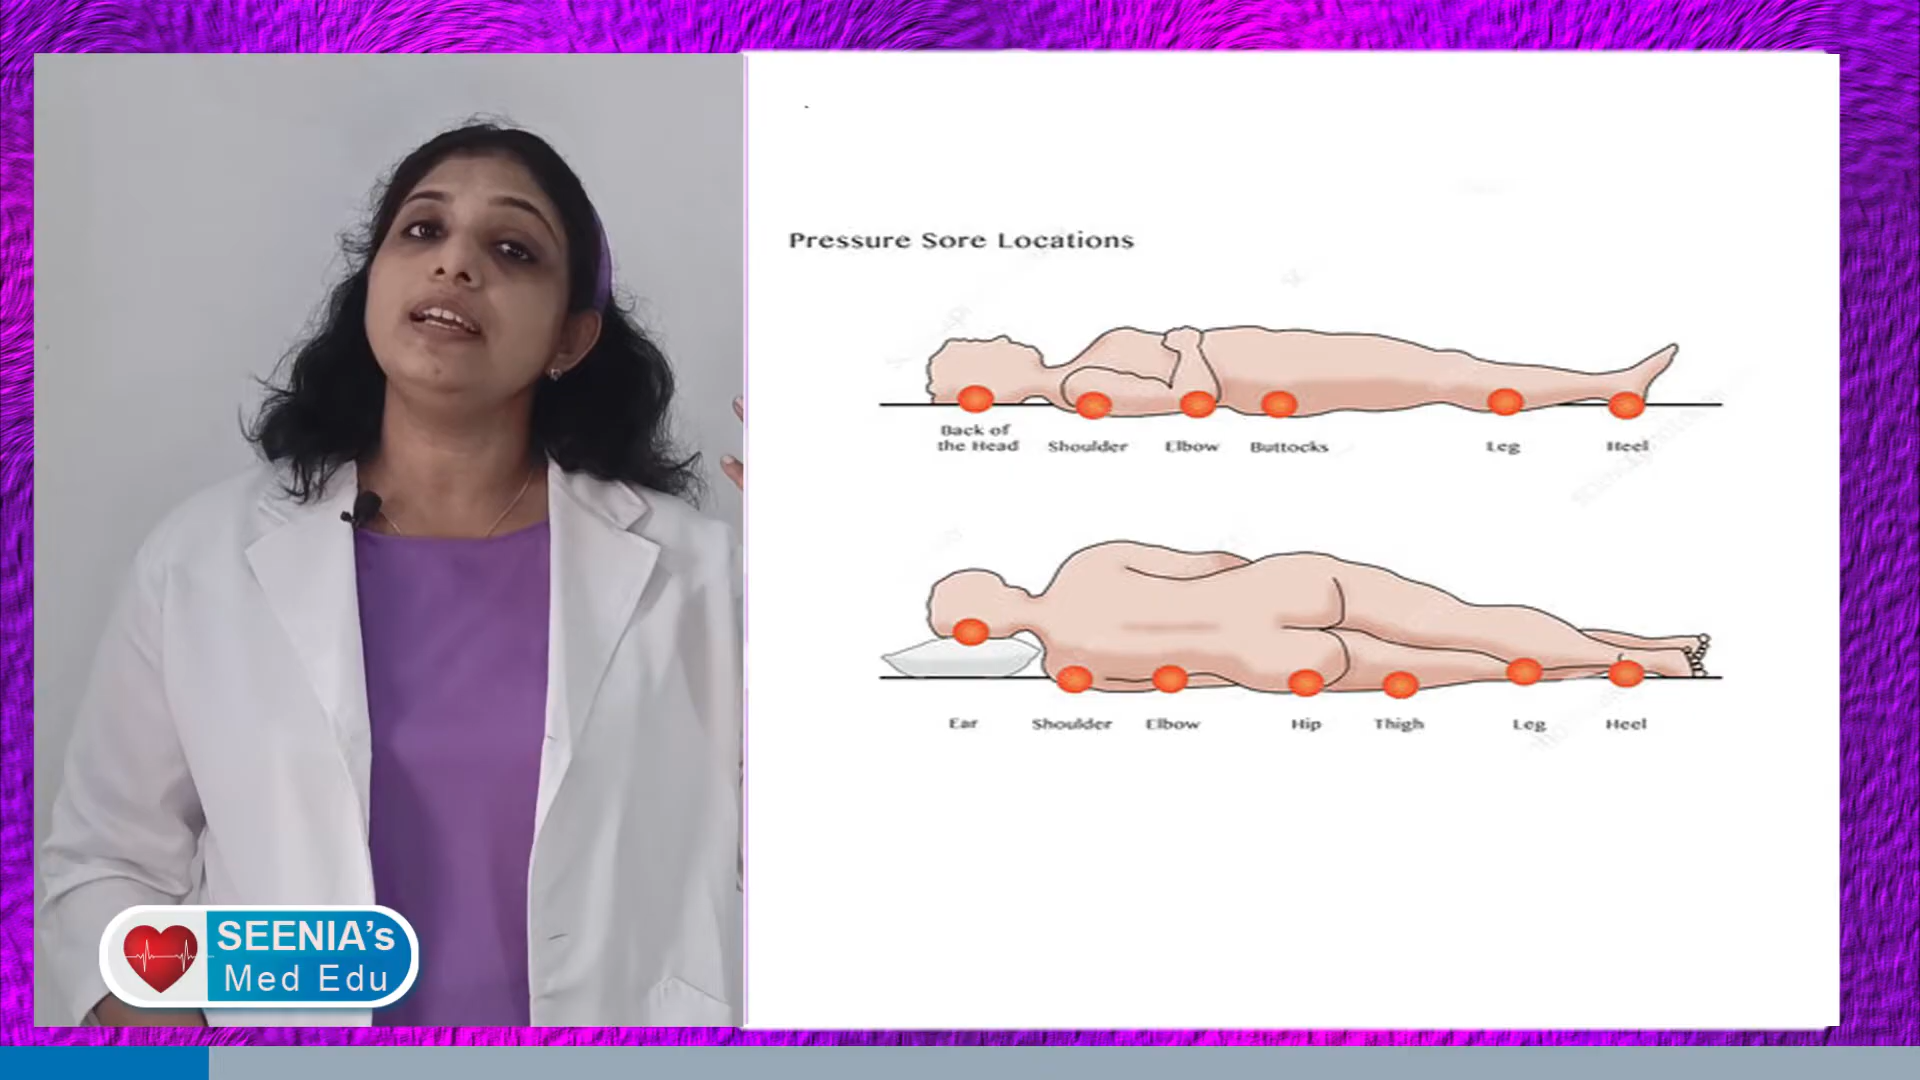 Pressure Sore Locations
Back of
the Head
Shoulder
Elbow
Buttocks
Leg
Heel
Ear
Shoulder
Elbow
Hip
Thigh
Leg
Heel
SEENIA's
Med Edu